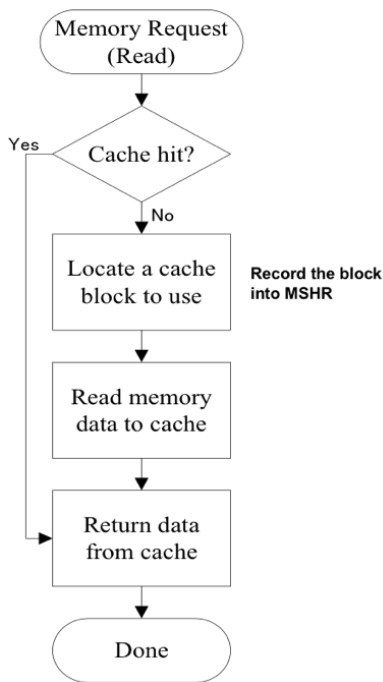 Memory Request
(Read)
Yes
Cache hit?
No
Locate a cache
block to use
Record the block
into MSHR
Read memory
data to cache
Return data
from cache
Done